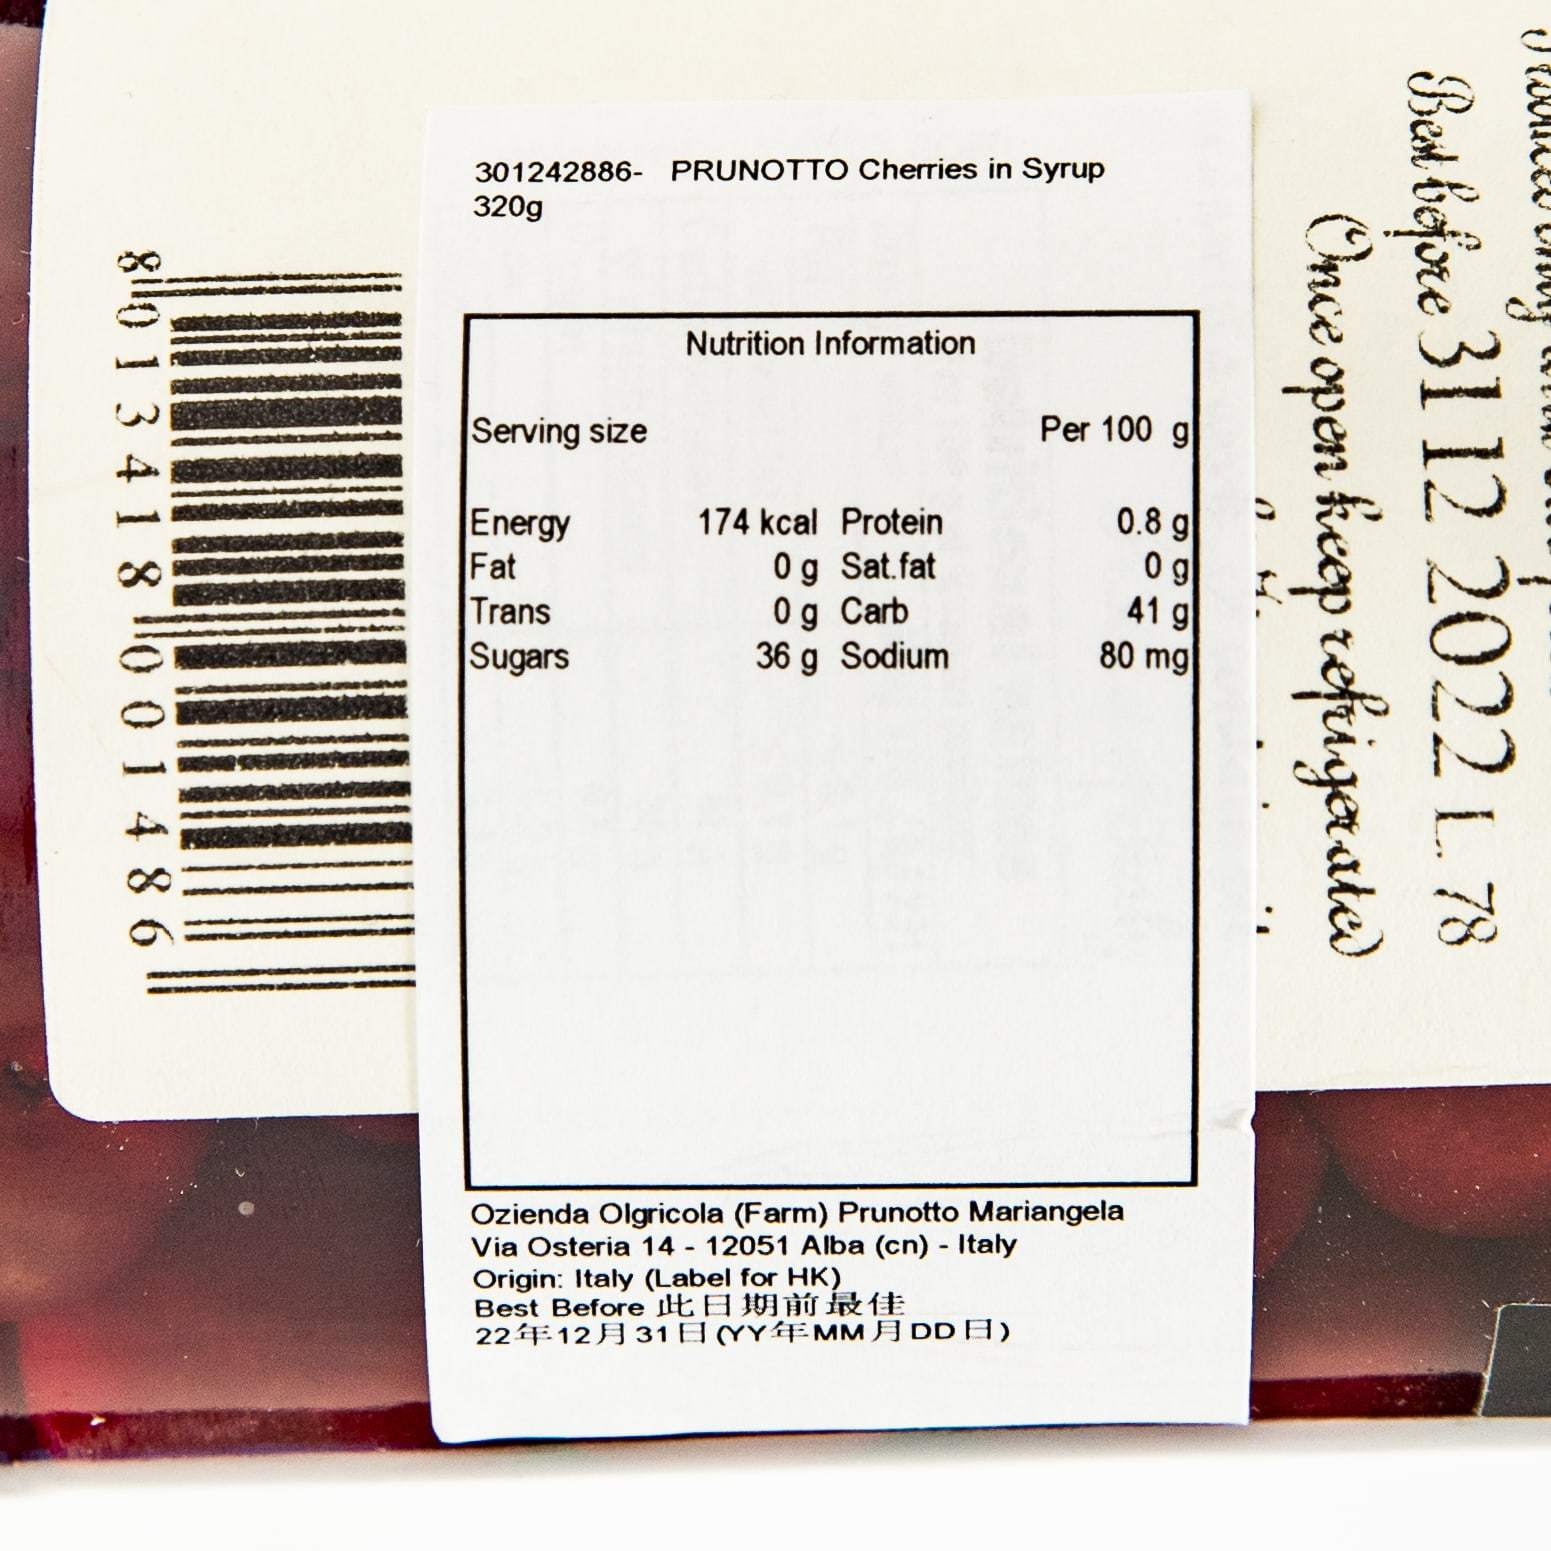 301242886- PRUNOTTO Cherries in Syrup
320g
Nutrition Information
Serving size Per 100 g
Energy 174 kcal Protein 0.8 g
Fat 0 g Sat.fat 0 g
Trans 0 g Carb 41 g
Sugars 36 g Sodium 80 mg
Ozienda Olgricola (Farm) Prunotto Mariangela
Via Osteria 14 - 12051 Alba (cn) - Italy
Origin: Italy (Label for HK)
Best Before 此日期前最佳
22年12月31日(YY年MM月DD日)
8 013418 001486
Best before 31 12 2022 L 78
Once open keep refrigerated